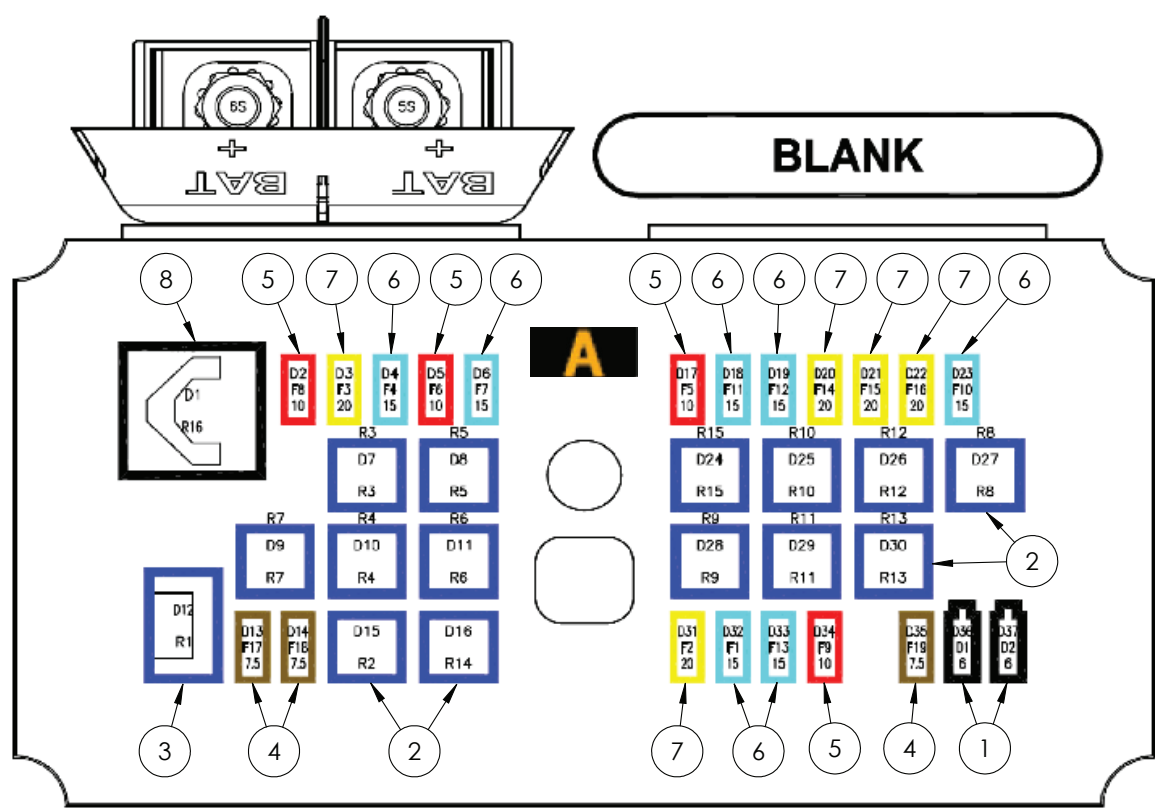 6S
5S
+
+
BAT
BAT
BLANK
8
5
7
6
5
6
5
6
6
7
7
7
6
A
D1
R16
D2
F8
10
D3
F3
20
D4
F4
15
D5
F6
10
D6
F7
15
D17
F5
10
D18
F11
15
D19
F12
15
D20
F14
20
D21
F15
20
D22
F16
20
D23
F10
15
R3
R5
R15
R10
R12
R8
D7
R3
D8
R5
D24
R15
D25
R10
D26
R12
D27
R8
R7
R4
R6
R9
R11
R13
D9
R7
D10
R4
D11
R6
D28
R9
D29
R11
D30
R13
2
D12
R1
D13
F17
7.5
D14
F18
7.5
D15
R2
D16
R14
D31
F2
20
D32
F1
15
D33
F13
15
D34
F9
10
D35
F19
7.5
D36
D1
6
D37
D2
6
3
4
2
7
6
5
4
1